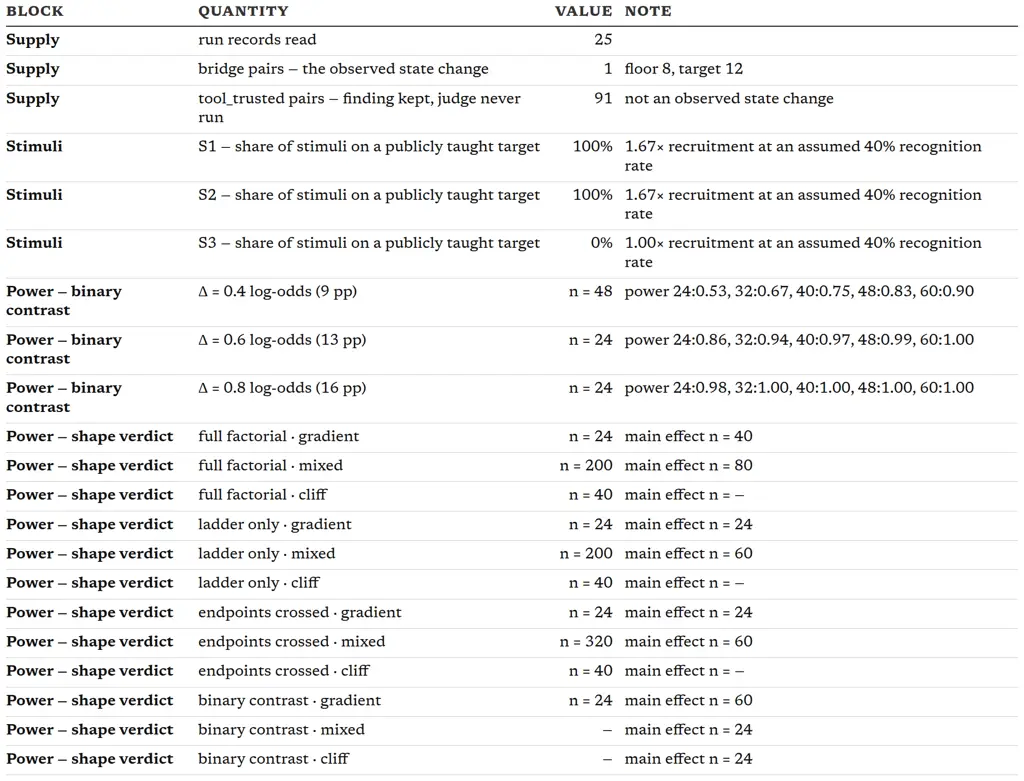 BLOCK QUANTITY VALUE NOTE
Supply run records read 25
Supply bridge pairs – the observed state change 1 floor 8, target 12
Supply tool_trusted pairs – finding kept, judge never 91 not an observed state change
run
Stimuli S1 – share of stimuli on a publicly taught target 100% 1.67× recruitment at an assumed 40% recognition
rate
Stimuli S2 – share of stimuli on a publicly taught target 100% 1.67× recruitment at an assumed 40% recognition
rate
Stimuli S3 – share of stimuli on a publicly taught target 0% 1.00× recruitment at an assumed 40% recognition
rate
Power – binary Δ = 0.4 log-odds (9 pp) n = 48 power 24:0.53, 32:0.67, 40:0.75, 48:0.83, 60:0.90
contrast
Power – binary Δ = 0.6 log-odds (13 pp) n = 24 power 24:0.86, 32:0.94, 40:0.97, 48:0.99, 60:1.00
contrast
Power – binary Δ = 0.8 log-odds (16 pp) n = 24 power 24:0.98, 32:1.00, 40:1.00, 48:1.00, 60:1.00
contrast
Power – shape verdict full factorial · gradient n = 24 main effect n = 40
Power – shape verdict full factorial · mixed n = 200 main effect n = 80
Power – shape verdict full factorial · cliff n = 40 main effect n = –
Power – shape verdict ladder only · gradient n = 24 main effect n = 24
Power – shape verdict ladder only · mixed n = 200 main effect n = 60
Power – shape verdict ladder only · cliff n = 40 main effect n = –
Power – shape verdict endpoints crossed · gradient n = 24 main effect n = 24
Power – shape verdict endpoints crossed · mixed n = 320 main effect n = 60
Power – shape verdict endpoints crossed · cliff n = 40 main effect n = –
Power – shape verdict binary contrast · gradient n = 24 main effect n = 60
Power – shape verdict binary contrast · mixed – main effect n = 24
Power – shape verdict binary contrast · cliff – main effect n = 24